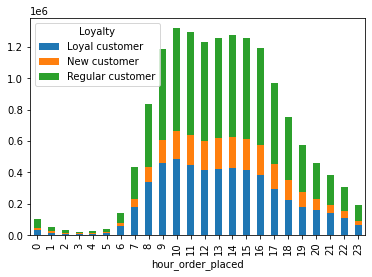 1e6
Loyalty
Loyal customer
New customer
Regular customer
1.2
1.0
0.8
0.6
0.4
0.2
0.0
0 1 2 3 4 5 6 7 8 9 10 11 12 13 14 15 16 17 18 19 20 21 22 23
hour_order_placed